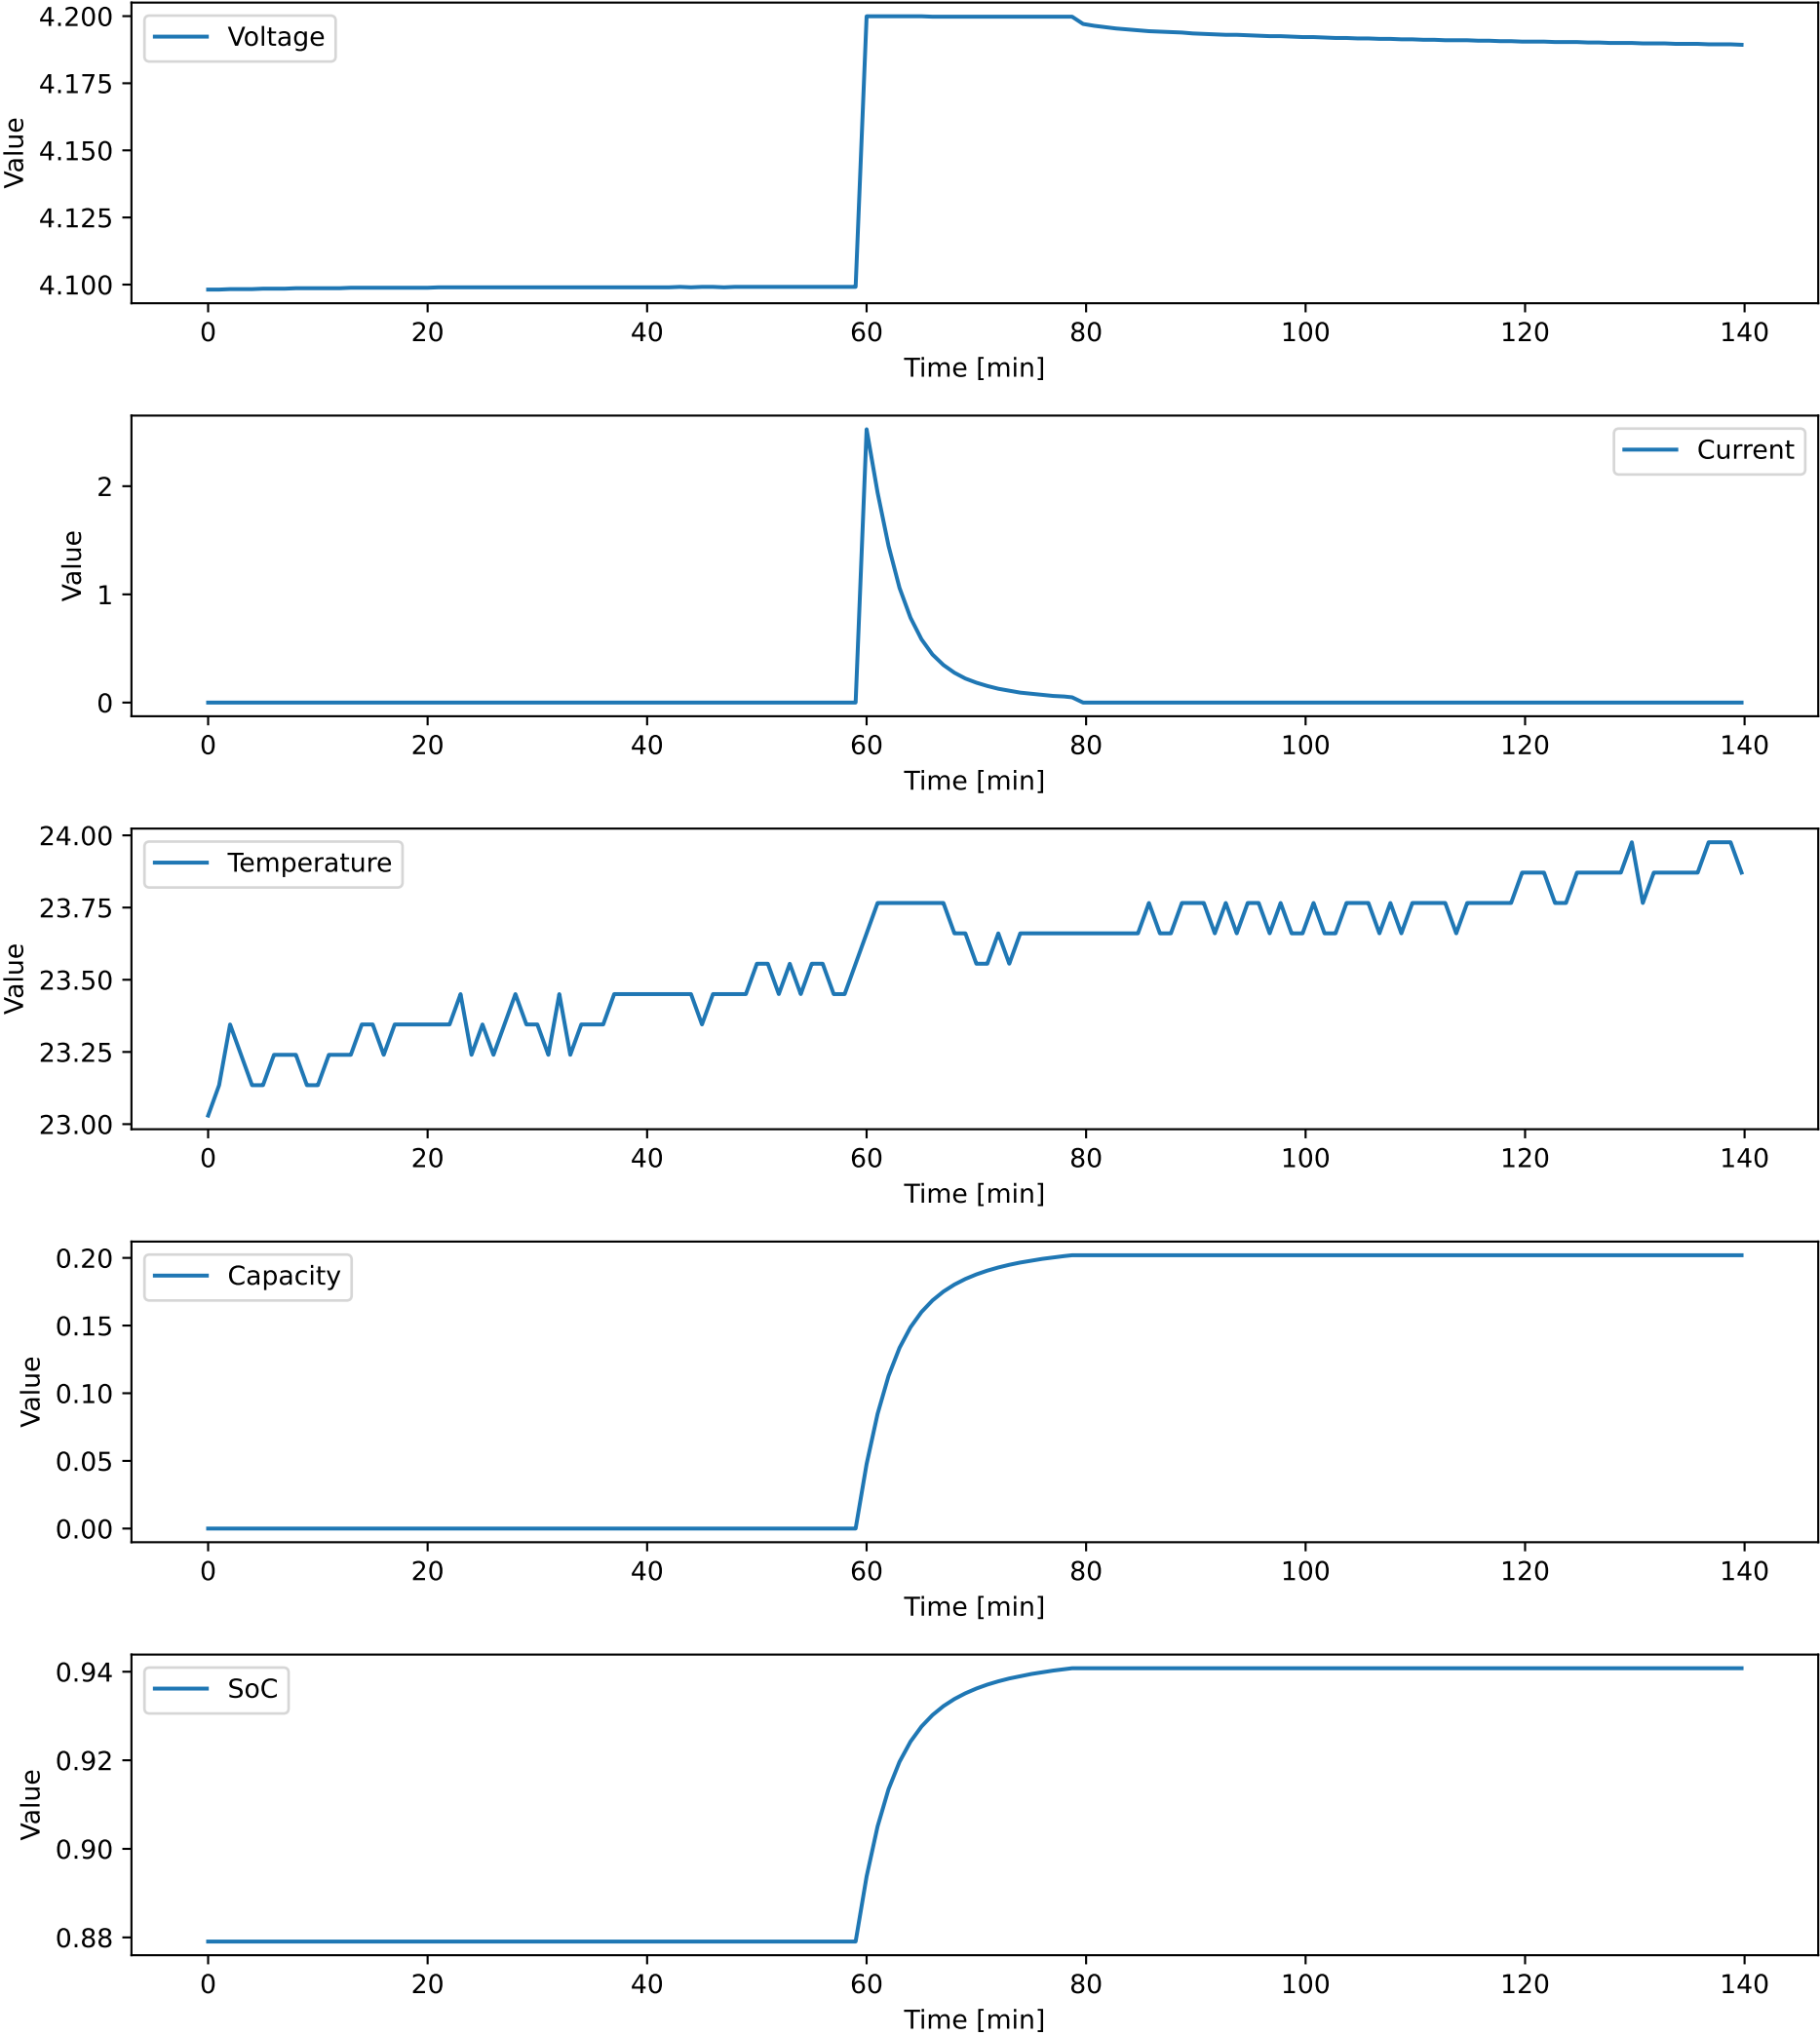 4.200
4.175
4.150
4.125
4.100
Value
Voltage
0 20 40 60 80 100 120 140
Time [min]
2
1
0
Value
Current
0 20 40 60 80 100 120 140
Time [min]
24.00
23.75
23.50
23.25
23.00
Value
Temperature
0 20 40 60 80 100 120 140
Time [min]
0.20
0.15
0.10
0.05
0.00
Value
Capacity
0 20 40 60 80 100 120 140
Time [min]
0.94
0.92
0.90
0.88
Value
SoC
0 20 40 60 80 100 120 140
Time [min]